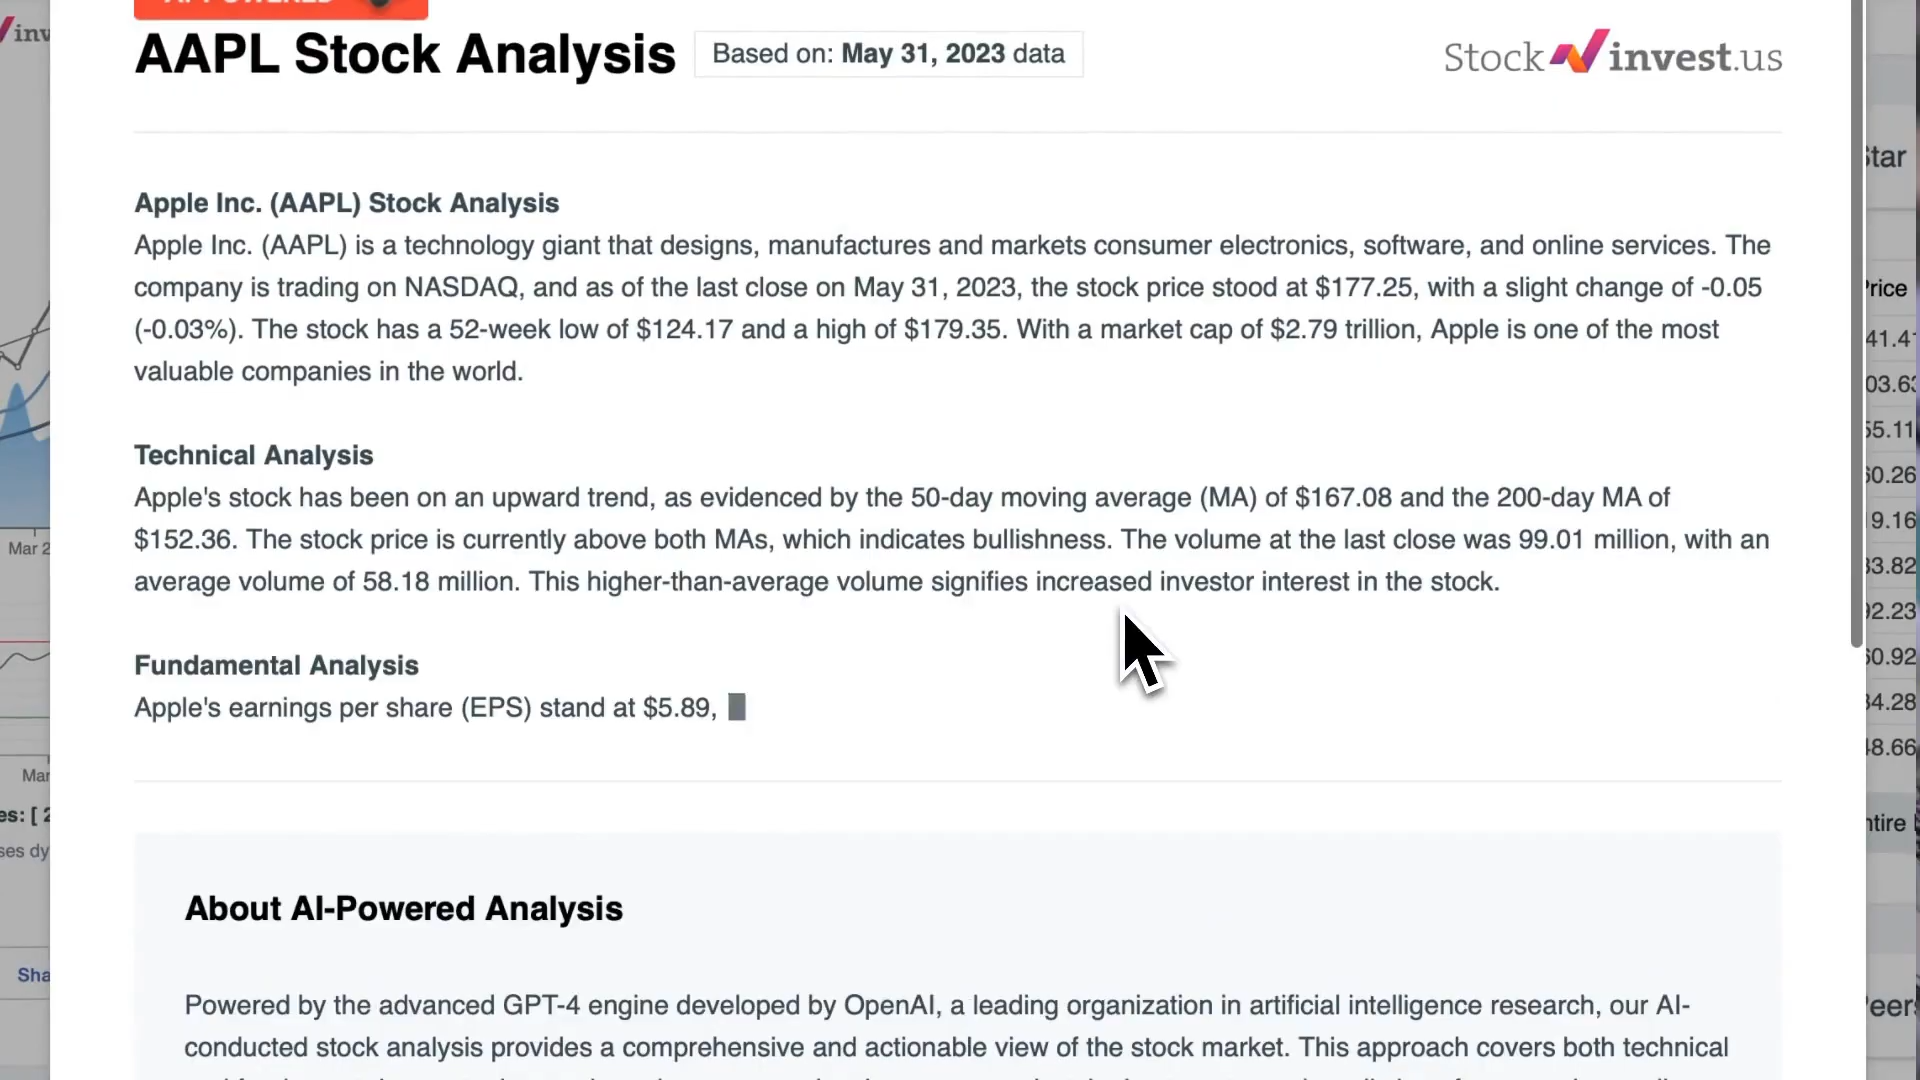 AAPL Stock Analysis
Based on: May 31, 2023 data
Stockinvest.us
Apple Inc. (AAPL) Stock Analysis
Apple Inc. (AAPL) is a technology giant that designs, manufactures and markets consumer electronics, software, and online services. The
company is trading on NASDAQ, and as of the last close on May 31, 2023, the stock price stood at $177.25, with a slight change of -0.05
(-0.03%). The stock has a 52-week low of $124.17 and a high of $179.35. With a market cap of $2.79 trillion, Apple is one of the most
valuable companies in the world.
Technical Analysis
Apple's stock has been on an upward trend, as evidenced by the 50-day moving average (MA) of $167.08 and the 200-day MA of
$152.36. The stock price is currently above both MAs, which indicates bullishness. The volume at the last close was 99.01 million, with an
average volume of 58.18 million. This higher-than-average volume signifies increased investor interest in the stock.
Fundamental Analysis
Apple's earnings per share (EPS) stand at $5.89,
About AI-Powered Analysis
Powered by the advanced GPT-4 engine developed by OpenAI, a leading organization in artificial intelligence research, our AI-
conducted stock analysis provides a comprehensive and actionable view of the stock market. This approach covers both technical